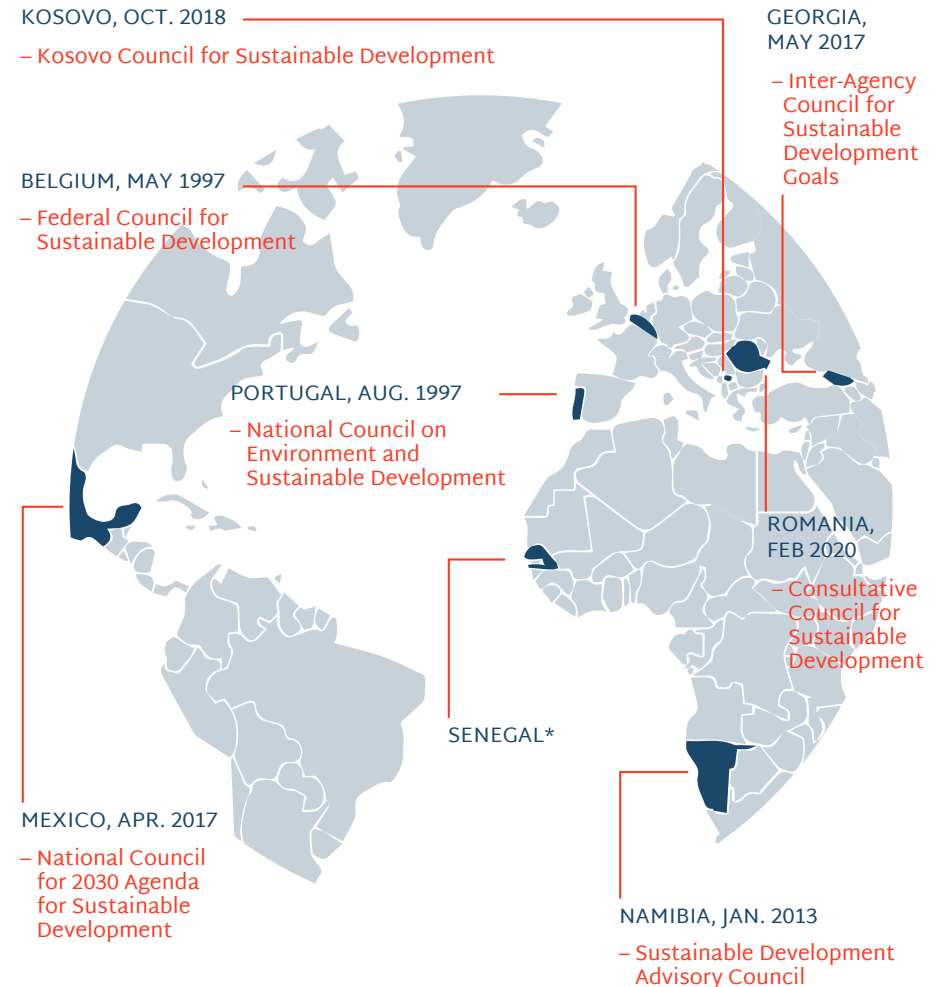 KOSOVO, OCT. 2018
– Kosovo Council for Sustainable Development
GEORGIA,
MAY 2017
– Inter-Agency
Council for
Sustainable
Development
Goals
BELGIUM, MAY 1997
– Federal Council for
Sustainable Development
PORTUGAL, AUG. 1997
– National Council on
Environment and
Sustainable Development
ROMANIA,
FEB 2020
– Consultative
Council for
Sustainable
Development
SENEGAL*
MEXICO, APR. 2017
– National Council
for 2030 Agenda
for Sustainable
Development
NAMIBIA, JAN. 2013
– Sustainable Development
Advisory Council